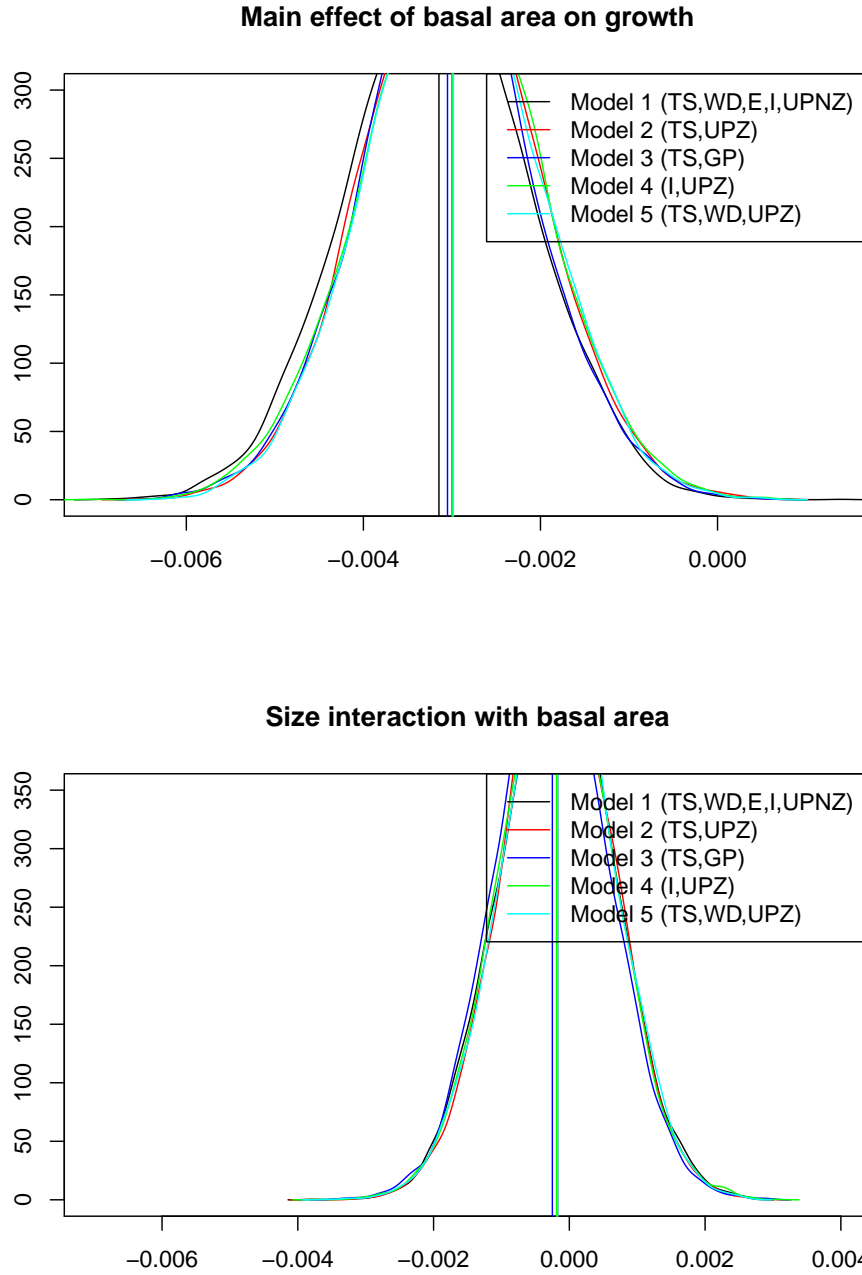 Main effect of basal area on growth
300
250
200
150
100
50
0
Model 1 (TS,WD,E,I,UPNZ)
Model 2 (TS,UPZ)
Model 3 (TS,GP)
Model 4 (I,UPZ)
Model 5 (TS,WD,UPZ)
−0.006 −0.004 −0.002 0.000
Size interaction with basal area
350
300
250
200
150
100
50
0
Model 1 (TS,WD,E,I,UPNZ)
Model 2 (TS,UPZ)
Model 3 (TS,GP)
Model 4 (I,UPZ)
Model 5 (TS,WD,UPZ)
−0.006 −0.004 −0.002 0.000 0.002 0.004